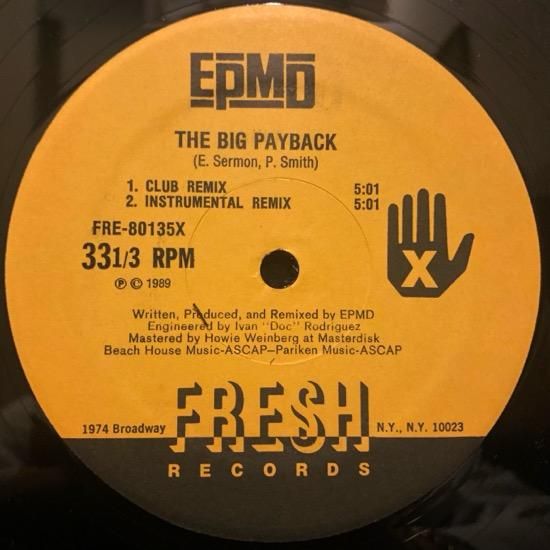 EPMD
THE BIG PAYBACK
(E. Sermon, P. Smith)
1. CLUB REMIX 5:01
2. INSTRUMENTAL REMIX 5:01
FRE-80135X
33 1/3 RPM
X
Ⓟ © 1989
Written, Produced, and Remixed by EPMD
Engineered by Ivan "Doc" Rodriguez
Mastered by Howie Weinberg at Masterdisk
Beach House Music-ASCAP—Pariken Music-ASCAP
1974 Broadway FRESH N.Y., N.Y. 10023
RECORDS